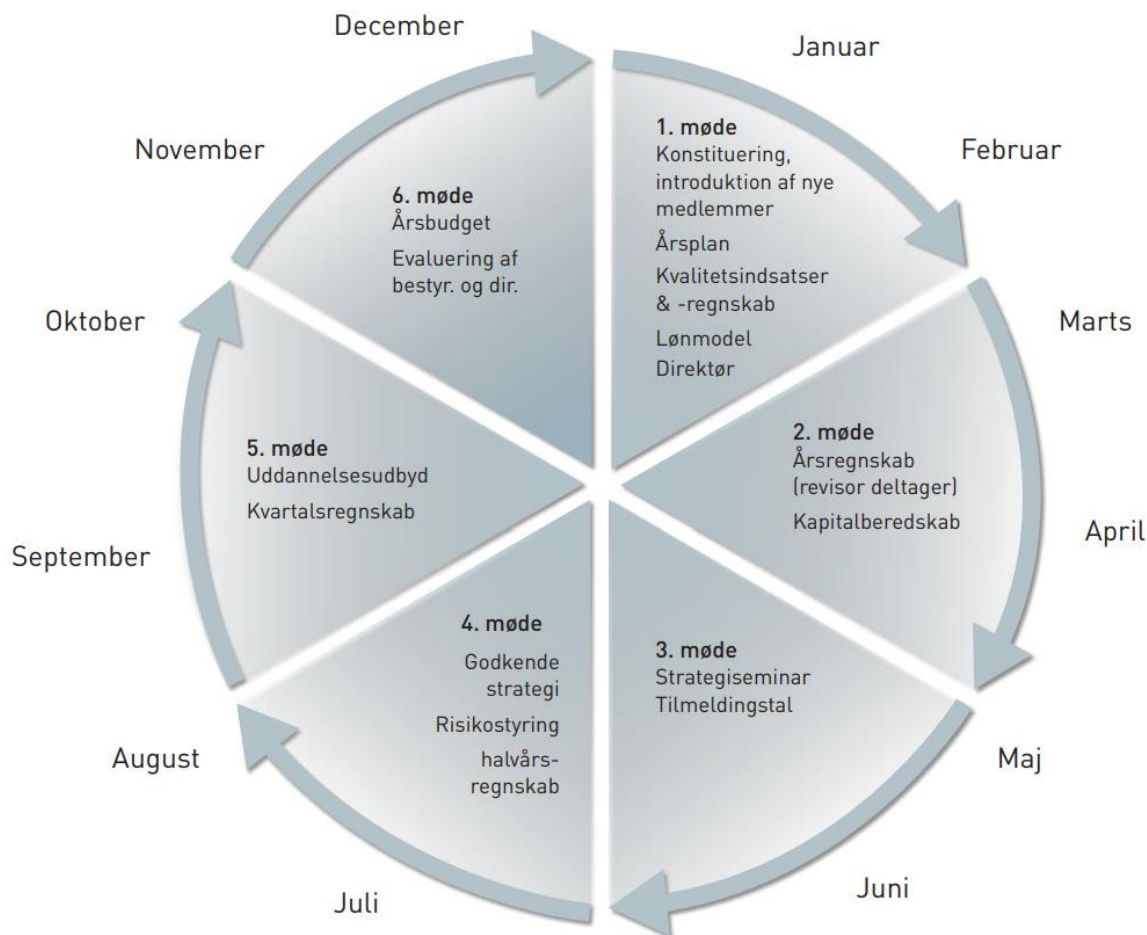 December
Januar
November
Februar
1. møde
Konstituering,
introduktion af nye
medlemmer
Årsplan
Kvalitetsindsatser
& -regnskab
Lønmodel
Direktør
6. møde
Årsbudget
Evaluering af
bestyr. og dir.
Oktober
Marts
2. møde
Årsregnskab
(revisor deltager)
Kapitalberedskab
5. møde
Uddannelsesudbyd
Kvartalsregnskab
September
April
4. møde
Godkende
strategi
Risikostyring
halvårs-
regnskab
3. møde
Strategiseminar
Tilmeldingstal
August
Maj
Juli
Juni